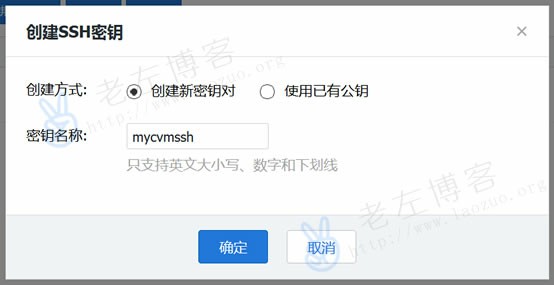 创建SSH密钥
×
创建方式: 创建新密钥对 使用已有公钥
密钥名称: mycvmssh
只支持英文大小写、数字和下划线
确定 取消
老左博客
http://www.laozuo.org
老左博客
http://www.laozuo.org